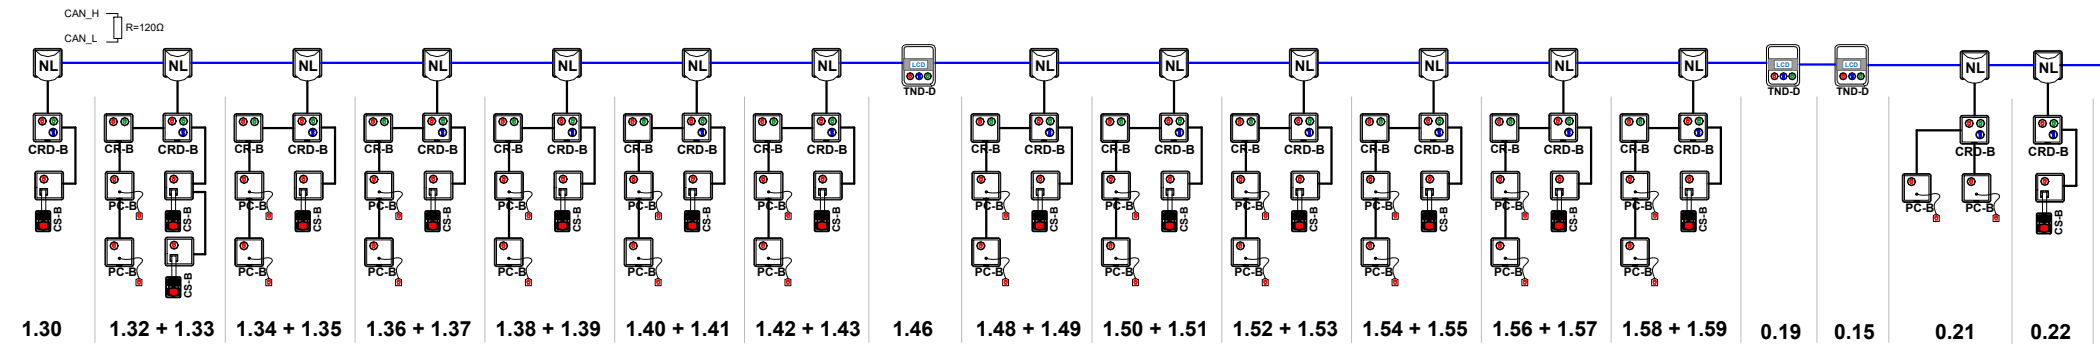 CAN_H
R=120Ω
CAN_L
NL NL NL NL NL NL NL LCD NL NL NL NL NL NL LCD LCD NL NL
TND-D TND-D TND-D
CRD-B CR-B CRD-B CR-B CRD-B CR-B CRD-B CR-B CRD-B CR-B CRD-B CR-B CRD-B CR-B CRD-B CR-B CRD-B CR-B CRD-B CR-B CRD-B CR-B CRD-B CR-B CRD-B CRD-B CRD-B
CS-B PC-B CS-B PC-B CS-B PC-B CS-B PC-B CS-B PC-B CS-B PC-B CS-B PC-B CS-B PC-B CS-B PC-B CS-B PC-B CS-B PC-B CS-B PC-B CS-B PC-B PC-B CS-B
PC-B CS-B PC-B PC-B PC-B PC-B PC-B PC-B PC-B PC-B PC-B PC-B PC-B
1.30 1.32 + 1.33 1.34 + 1.35 1.36 + 1.37 1.38 + 1.39 1.40 + 1.41 1.42 + 1.43 1.46 1.48 + 1.49 1.50 + 1.51 1.52 + 1.53 1.54 + 1.55 1.56 + 1.57 1.58 + 1.59 0.19 0.15 0.21 0.22